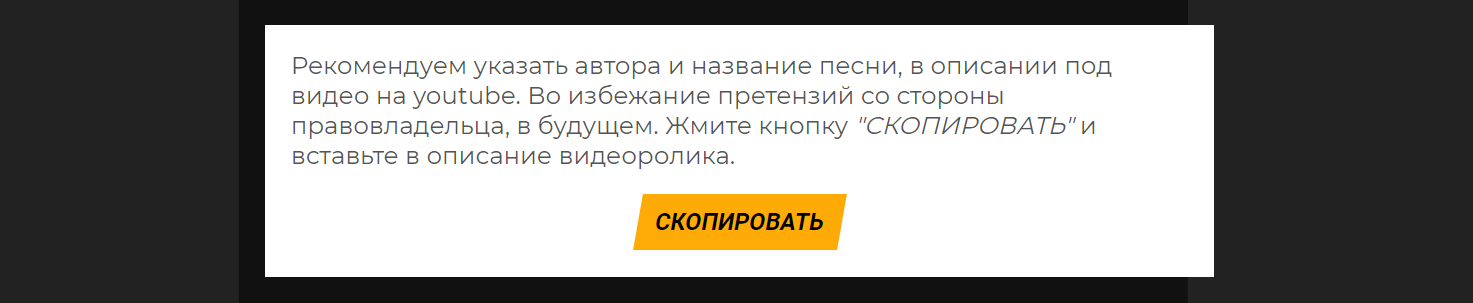 Рекомендуем указать автора и название песни, в описании под
видео на youtube. Во избежание претензий со стороны
правовладельца, в будущем. Жмите кнопку "СКОПИРОВАТЬ" и
вставьте в описание видеоролика.
СКОПИРОВАТЬ